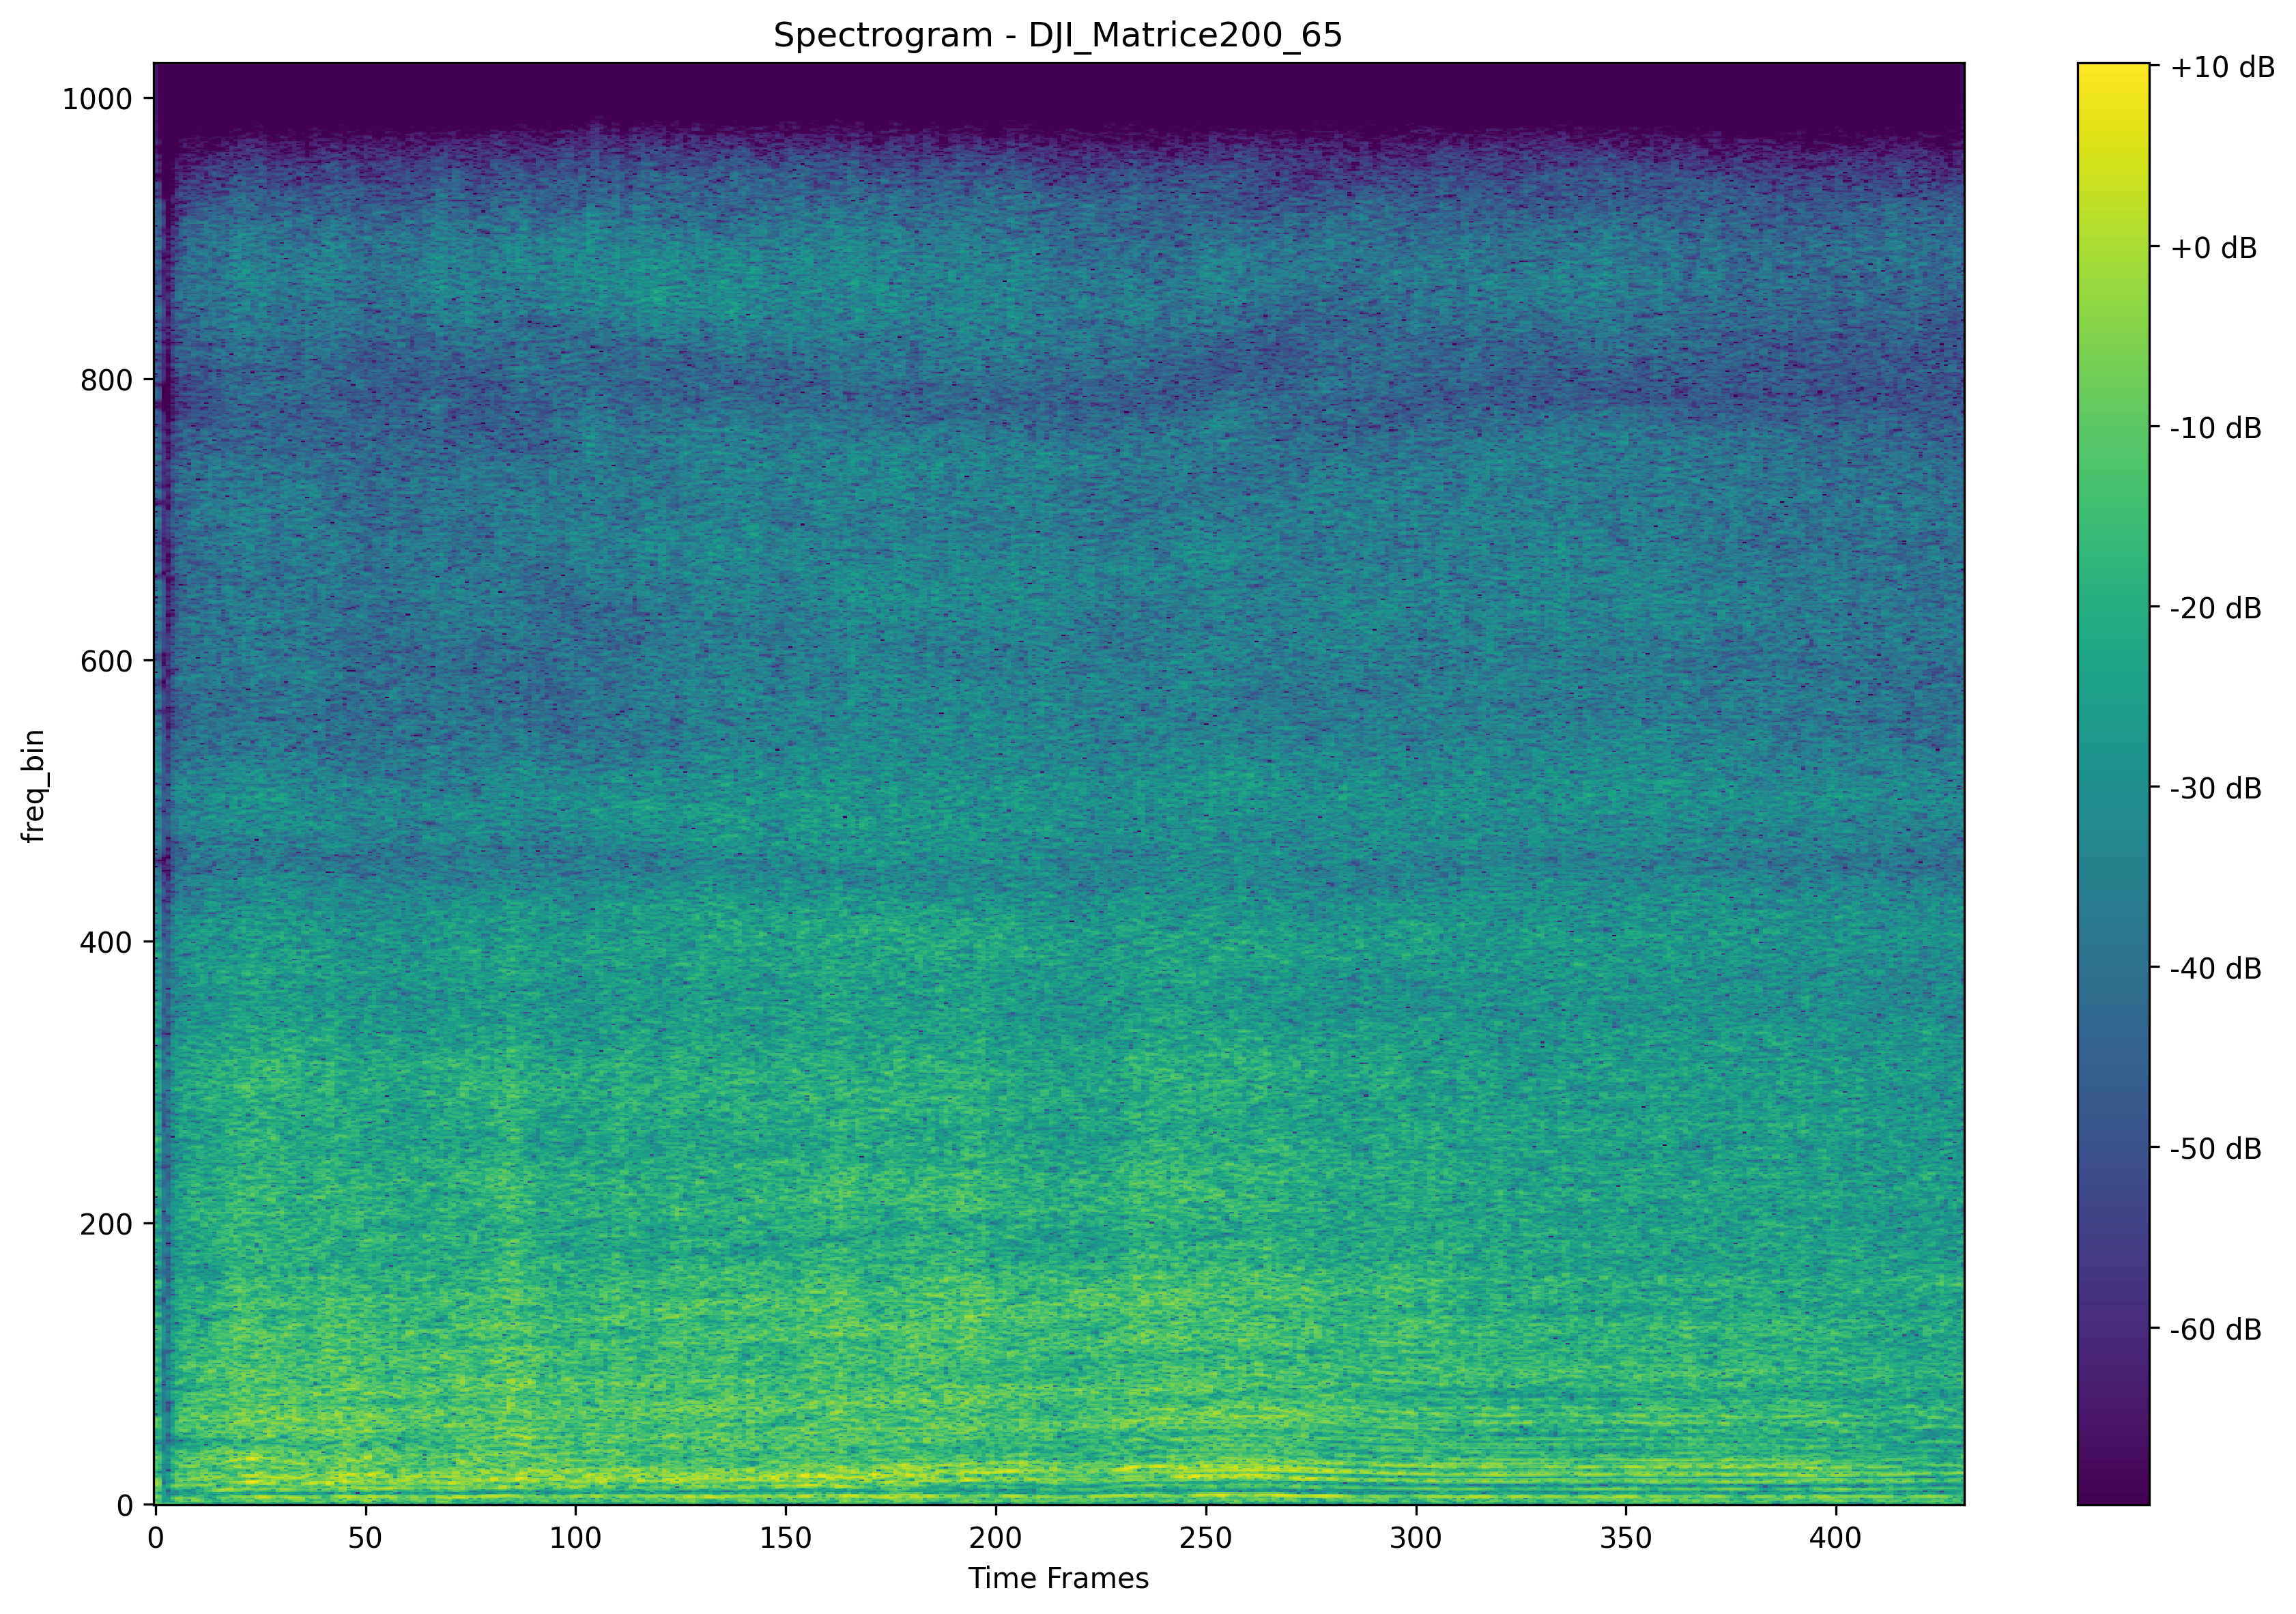 Spectrogram - DJI_Matrice200_65
freq_bin
1000
800
600
400
200
0
0 50 100 150 200 250 300 350 400
Time Frames
+10 dB
+0 dB
-10 dB
-20 dB
-30 dB
-40 dB
-50 dB
-60 dB